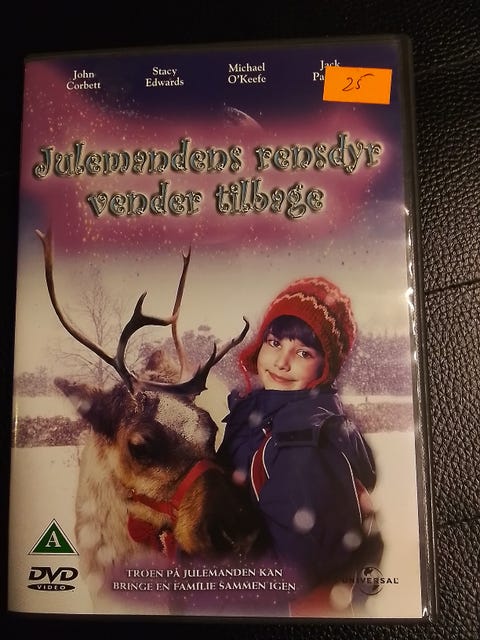 John
Corbett
Stacy
Edwards
Michael
O'Keefe
Jack
25
Julemandens rensdyr
vender tilbage
TROEN PÅ JULEMANDEN KAN
BRINGE EN FAMILIE SAMMEN IGEN
A
DVD
VIDEO
UNIVERSAL